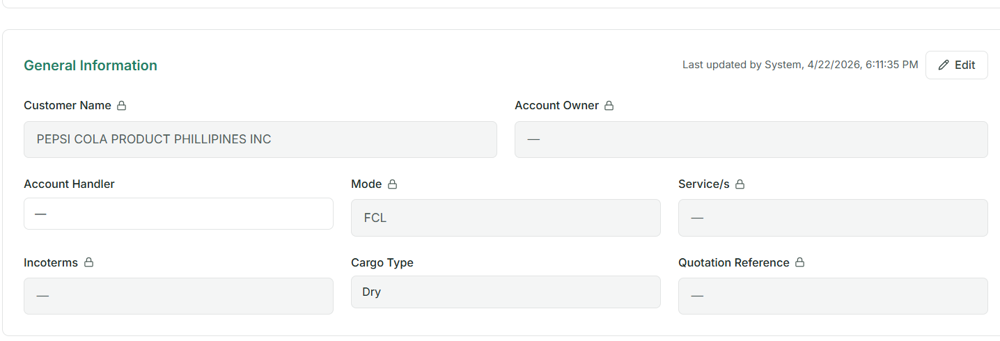 General Information
Last updated by System, 4/22/2026, 6:11:35 PM
Edit
Customer Name
Account Owner
PEPSI COLA PRODUCT PHILLIPINES INC
—
Account Handler
Mode
Service/s
—
FCL
—
Incoterms
Cargo Type
Quotation Reference
—
Dry
—